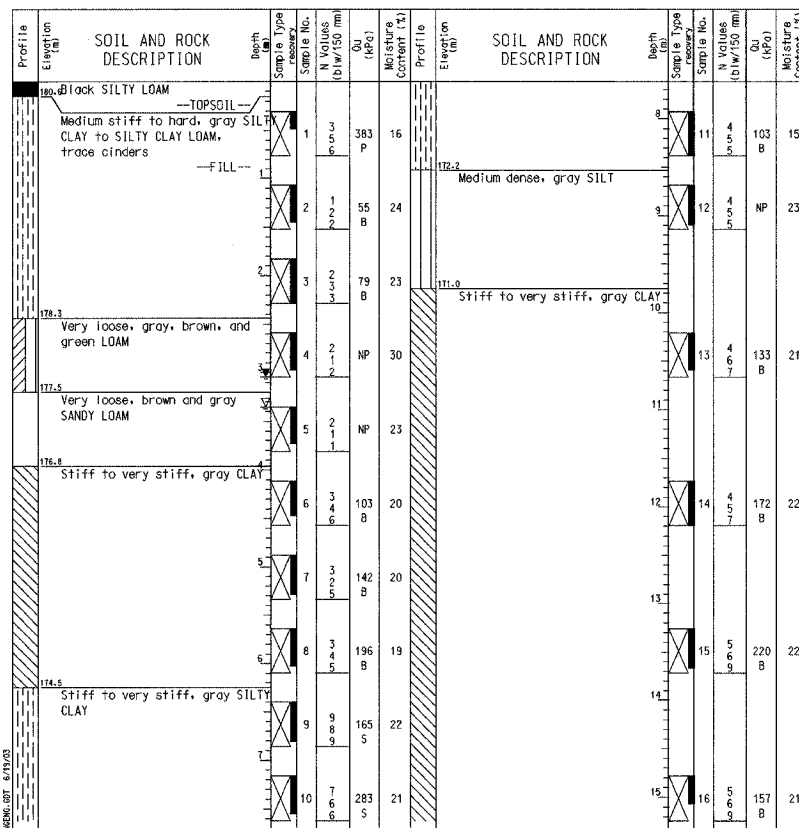 Profile
Elevation (m)
SOIL AND ROCK
DESCRIPTION
Depth (m)
Sample Type
recovery
Sample No.
N Values
(blw/150 mm)
Qu
(kPa)
Moisture
Content (%)
180.6 Black SILTY LOAM
--TOPSOIL--
Medium stiff to hard, gray SILTY
CLAY to SILTY CLAY LOAM,
trace cinders
--FILL--
1
1 3 5 6 383 P 16
2 1 2 2 55 B 24
2
3 2 3 3 79 B 23
178.3
Very loose, gray, brown, and
green LOAM
3
4 2 1 2 NP 30
177.5
Very loose, brown and gray
SANDY LOAM
5 2 1 1 NP 23
176.8
4
Stiff to very stiff, gray CLAY
6 3 4 6 103 B 20
5
7 3 2 5 142 B 20
6
8 3 4 5 196 B 19
174.5
Stiff to very stiff, gray SILTY
CLAY
9 9 8 9 165 S 22
7
10 7 6 6 283 S 21
Profile
Elevation (m)
SOIL AND ROCK
DESCRIPTION
Depth (m)
Sample Type
recovery
Sample No.
N Values
(blw/150 mm)
Qu
(kPa)
Moisture
Content (%)
8
11 4 5 5 103 B 15
172.2
Medium dense, gray SILT
9
12 4 5 5 NP 23
171.0
Stiff to very stiff, gray CLAY
10
13 4 6 7 133 B 21
11
12
14 4 5 7 172 B 22
13
15 5 6 9 220 B 22
14
15
16 5 6 9 157 B 21
6/19/03